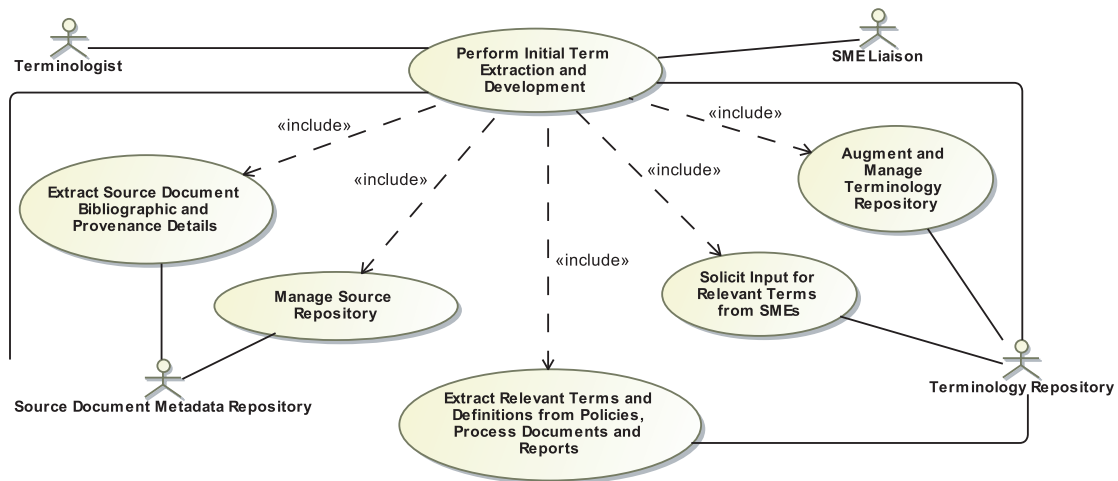 Terminologist
Perform Initial Term
Extraction and
Development
SME Liaison
«include»
«include»
«include»
«include»
«include»
Extract Source Document
Bibliographic and
Provenance Details
Augment and
Manage
Terminology
Repository
Manage Source
Repository
Solicit Input for
Relevant Terms
from SMEs
Source Document Metadata Repository
Terminology Repository
Extract Relevant Terms and
Definitions from Policies,
Process Documents and
Reports